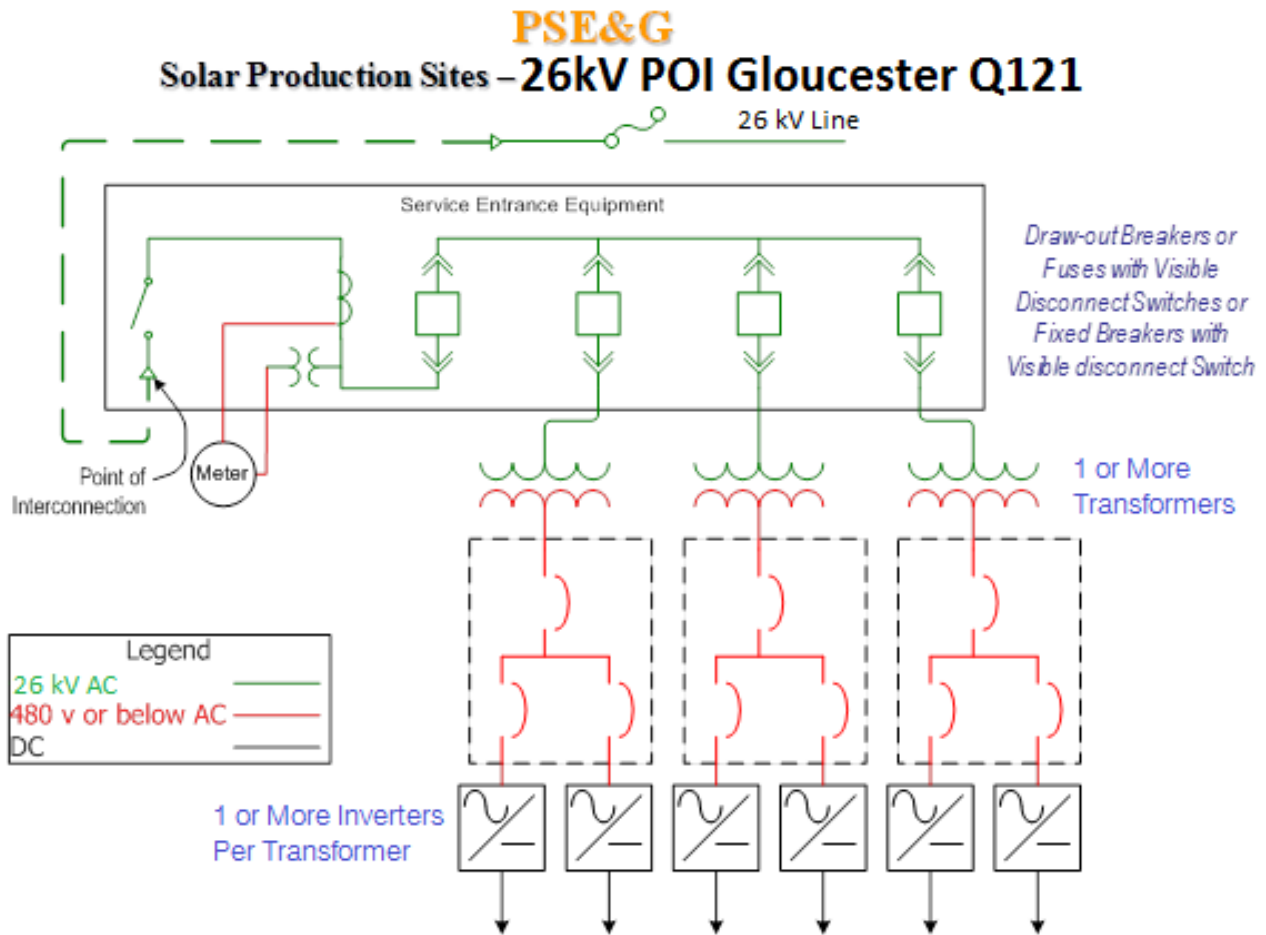 PSE&G
Solar Production Sites – 26kV POI Gloucester Q121
26 kV Line
Service Entrance Equipment
Draw-out Breakers or
Fuses with Visible
Disconnect Switches or
Fixed Breakers with
Visible disconnect Switch
Point of
Interconnection
Meter
1 or More
Transformers
Legend
26 kV AC
480 v or below AC
DC
1 or More Inverters
Per Transformer